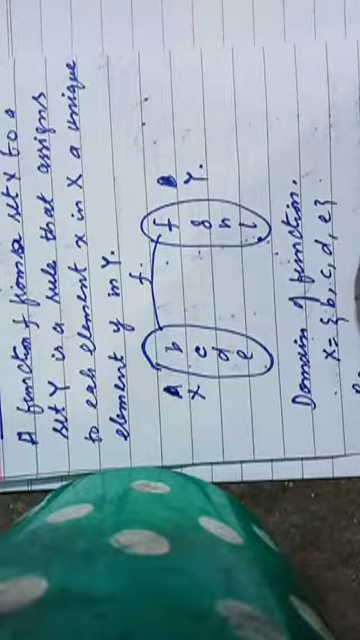 A function f from a set X to a
set Y is a rule that assigns
to each element x in X a unique
element y in Y.
f
A B
X Y.
b f
c g
d h
e i
Domain of function.
X = {b, c, d, e}